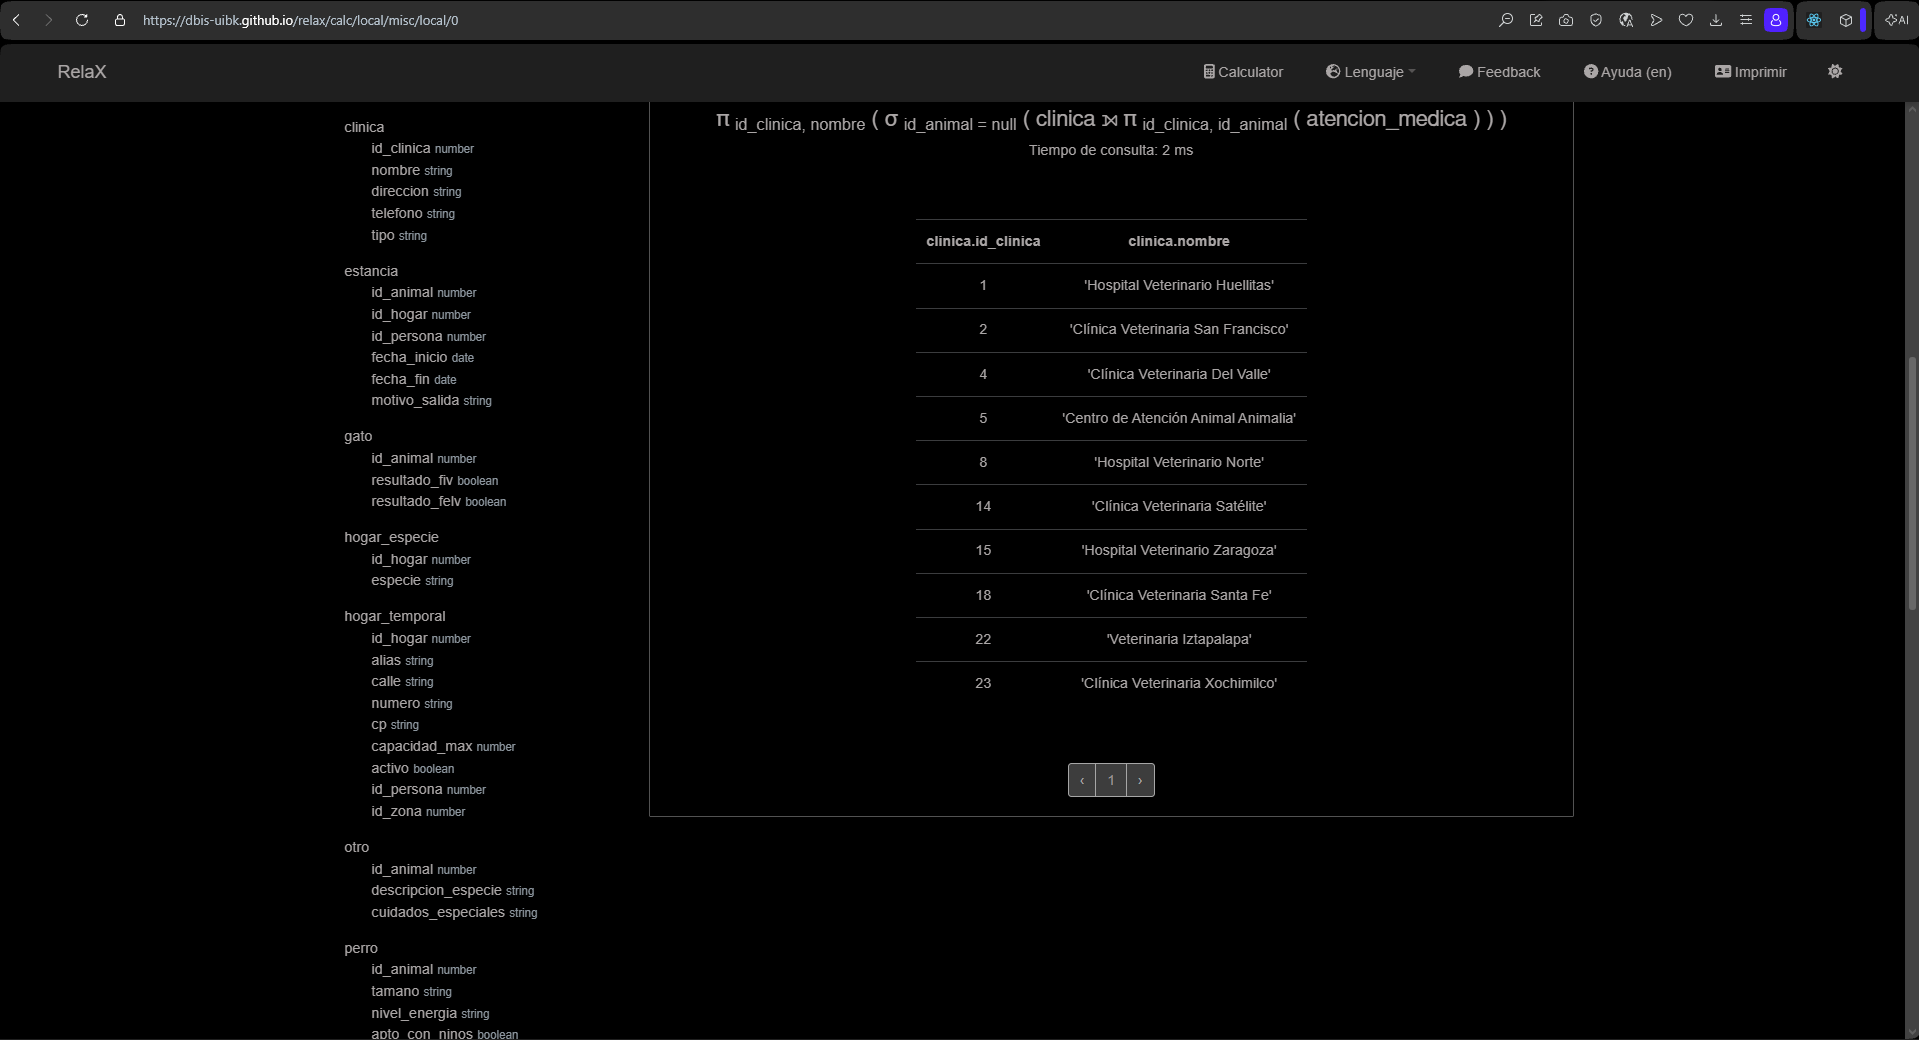 https://dbis-uibk.github.io/relax/calc/local/misc/local/0
AI
RelaX
Calculator
Lenguaje
Feedback
Ayuda (en)
Imprimir
clinica
id_clinica number
nombre string
direccion string
telefono string
tipo string
estancia
id_animal number
id_hogar number
id_persona number
fecha_inicio date
fecha_fin date
motivo_salida string
gato
id_animal number
resultado_fiv boolean
resultado_felv boolean
hogar_especie
id_hogar number
especie string
hogar_temporal
id_hogar number
alias string
calle string
numero string
cp string
capacidad_max number
activo boolean
id_persona number
id_zona number
otro
id_animal number
descripcion_especie string
cuidados_especiales string
perro
id_animal number
tamano string
nivel_energia string
apto_con_ninos boolean
π id_clinica, nombre ( σ id_animal = null ( clinica ⟕ π id_clinica, id_animal ( atencion_medica ) ) )
Tiempo de consulta: 2 ms
clinica.id_clinica clinica.nombre
1 'Hospital Veterinario Huellitas'
2 'Clínica Veterinaria San Francisco'
4 'Clínica Veterinaria Del Valle'
5 'Centro de Atención Animal Animalia'
8 'Hospital Veterinario Norte'
14 'Clínica Veterinaria Satélite'
15 'Hospital Veterinario Zaragoza'
18 'Clínica Veterinaria Santa Fe'
22 'Veterinaria Iztapalapa'
23 'Clínica Veterinaria Xochimilco'
‹ 1 ›